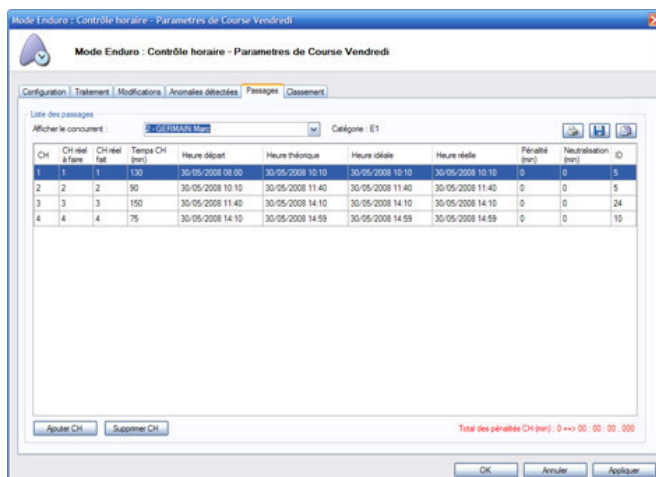 Mode Enduro : Contrôle horaire - Parametres de Course Vendredi
Mode Enduro : Contrôle horaire - Parametres de Course Vendredi
Configuration Traitement Modifications Anomalies détectées Passages Classement
Liste des passages
Afficher le concurrent : 2 - GERMAIN Marc Catégorie : E1
CH CH réel à faire CH réel fait Temps CH (min) Heure départ Heure théorique Heure idéale Heure réelle Pénalité (min) Neutralisation (min) ID
1 1 1 130 30/05/2008 08:00 30/05/2008 10:10 30/05/2008 10:10 30/05/2008 10:10 0 0 5
2 2 2 90 30/05/2008 10:10 30/05/2008 11:40 30/05/2008 11:40 30/05/2008 11:40 0 0 5
3 3 3 150 30/05/2008 11:40 30/05/2008 14:10 30/05/2008 14:10 30/05/2008 14:10 0 0 24
4 4 4 75 30/05/2008 14:10 30/05/2008 14:59 30/05/2008 14:59 30/05/2008 14:59 0 0 10
Ajouter CH Supprimer CH Total des pénalités CH (min) : 0 ==> 00 : 00 : 00 . 000
OK Annuler Appliquer